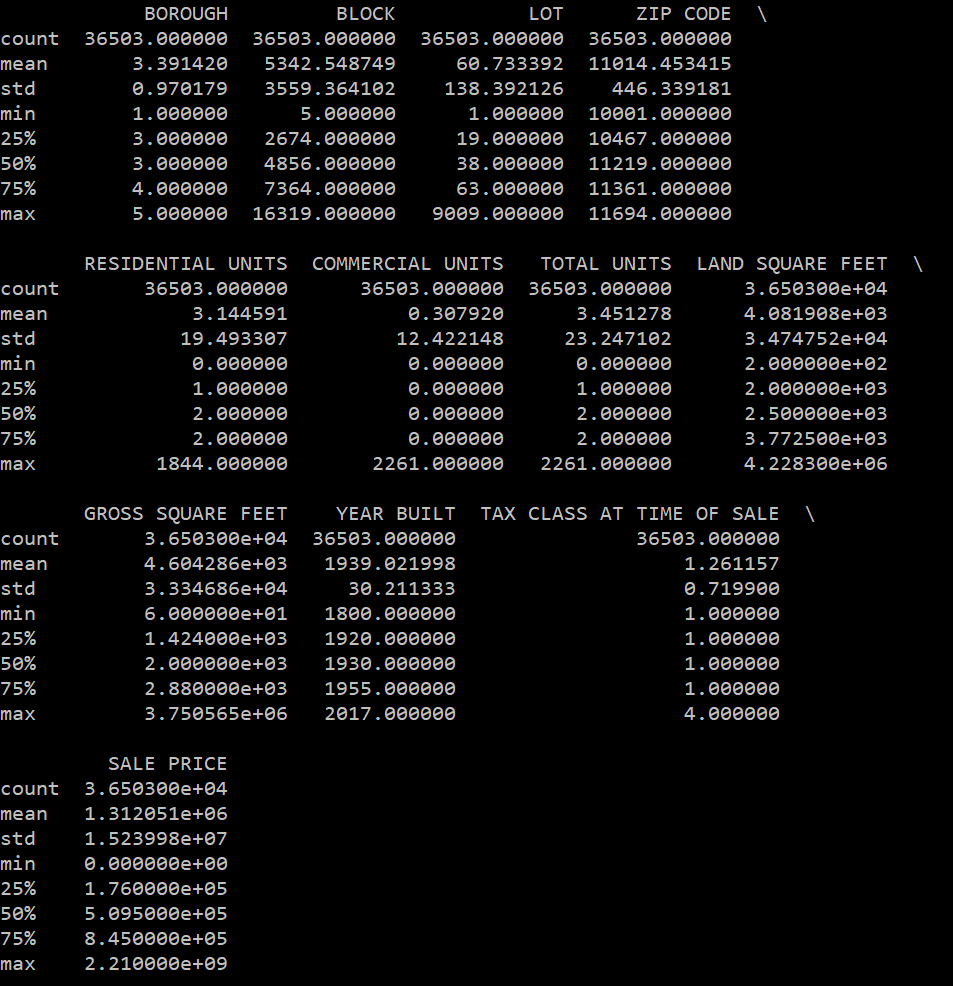 BOROUGH         BLOCK           LOT      ZIP CODE  \
count  36503.000000  36503.000000  36503.000000  36503.000000
mean       3.391420   5342.548749     60.733392  11014.453415
std        0.970179   3559.364102    138.392126    446.339181
min        1.000000      5.000000      1.000000  10001.000000
25%        3.000000   2674.000000     19.000000  10467.000000
50%        3.000000   4856.000000     38.000000  11219.000000
75%        4.000000   7364.000000     63.000000  11361.000000
max        5.000000  16319.000000   9009.000000  11694.000000

       RESIDENTIAL UNITS  COMMERCIAL UNITS   TOTAL UNITS  LAND SQUARE FEET  \
count       36503.000000      36503.000000  36503.000000      3.650300e+04
mean            3.144591          0.307920      3.451278      4.081908e+03
std            19.493307         12.422148     23.247102      3.474752e+04
min             0.000000          0.000000      0.000000      2.000000e+02
25%             1.000000          0.000000      1.000000      2.000000e+03
50%             2.000000          0.000000      2.000000      2.500000e+03
75%             2.000000          0.000000      2.000000      3.772500e+03
max          1844.000000       2261.000000   2261.000000      4.228300e+06

       GROSS SQUARE FEET    YEAR BUILT  TAX CLASS AT TIME OF SALE  \
count       3.650300e+04  36503.000000               36503.000000
mean        4.604286e+03   1939.021998                   1.261157
std         3.334686e+04     30.211333                   0.719900
min         6.000000e+01   1800.000000                   1.000000
25%         1.424000e+03   1920.000000                   1.000000
50%         2.000000e+03   1930.000000                   1.000000
75%         2.880000e+03   1955.000000                   1.000000
max         3.750565e+06   2017.000000                   4.000000

         SALE PRICE
count  3.650300e+04
mean   1.312051e+06
std    1.523998e+07
min    0.000000e+00
25%    1.760000e+05
50%    5.095000e+05
75%    8.450000e+05
max    2.210000e+09